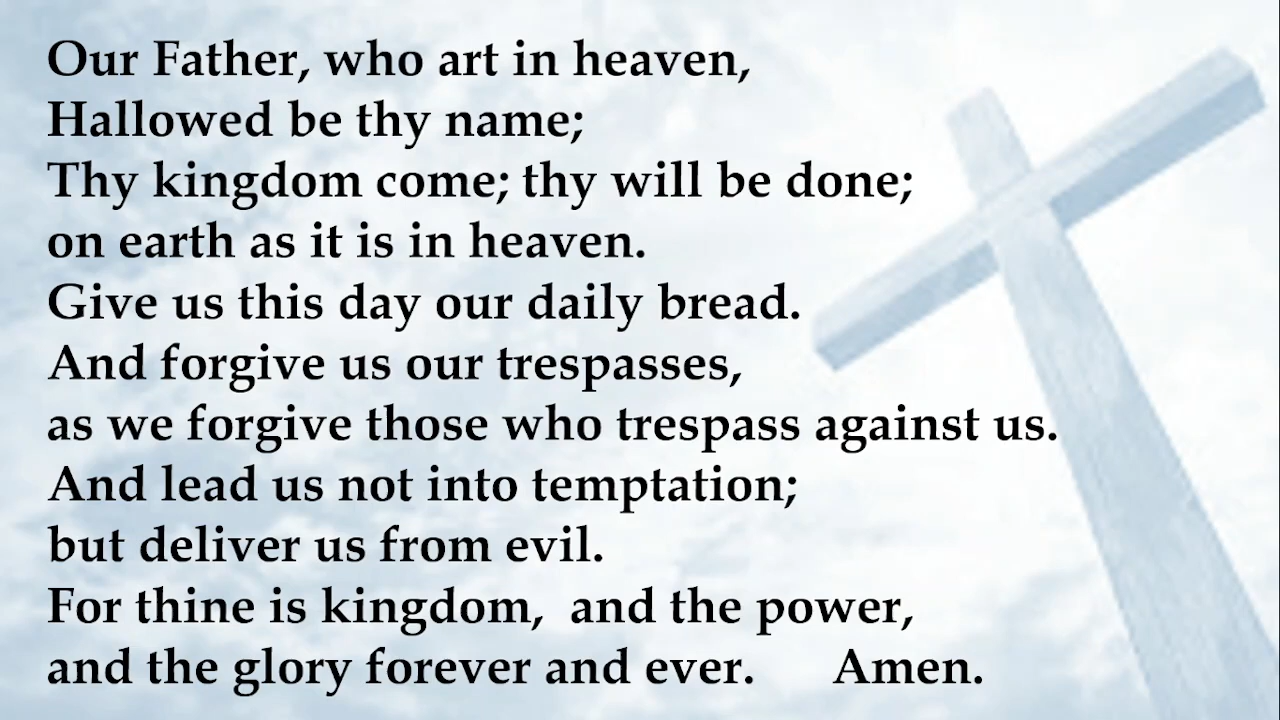 Our Father, who art in heaven,
Hallowed be thy name;
Thy kingdom come; thy will be done;
on earth as it is in heaven.
Give us this day our daily bread.
And forgive us our trespasses,
as we forgive those who trespass against us.
And lead us not into temptation;
but deliver us from evil.
For thine is kingdom,  and the power,
and the glory forever and ever.      Amen.